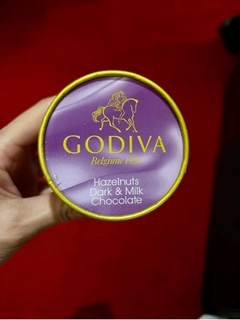 GODIVA
Belgium 1926
Hazelnuts
Dark & Milk
Chocolate